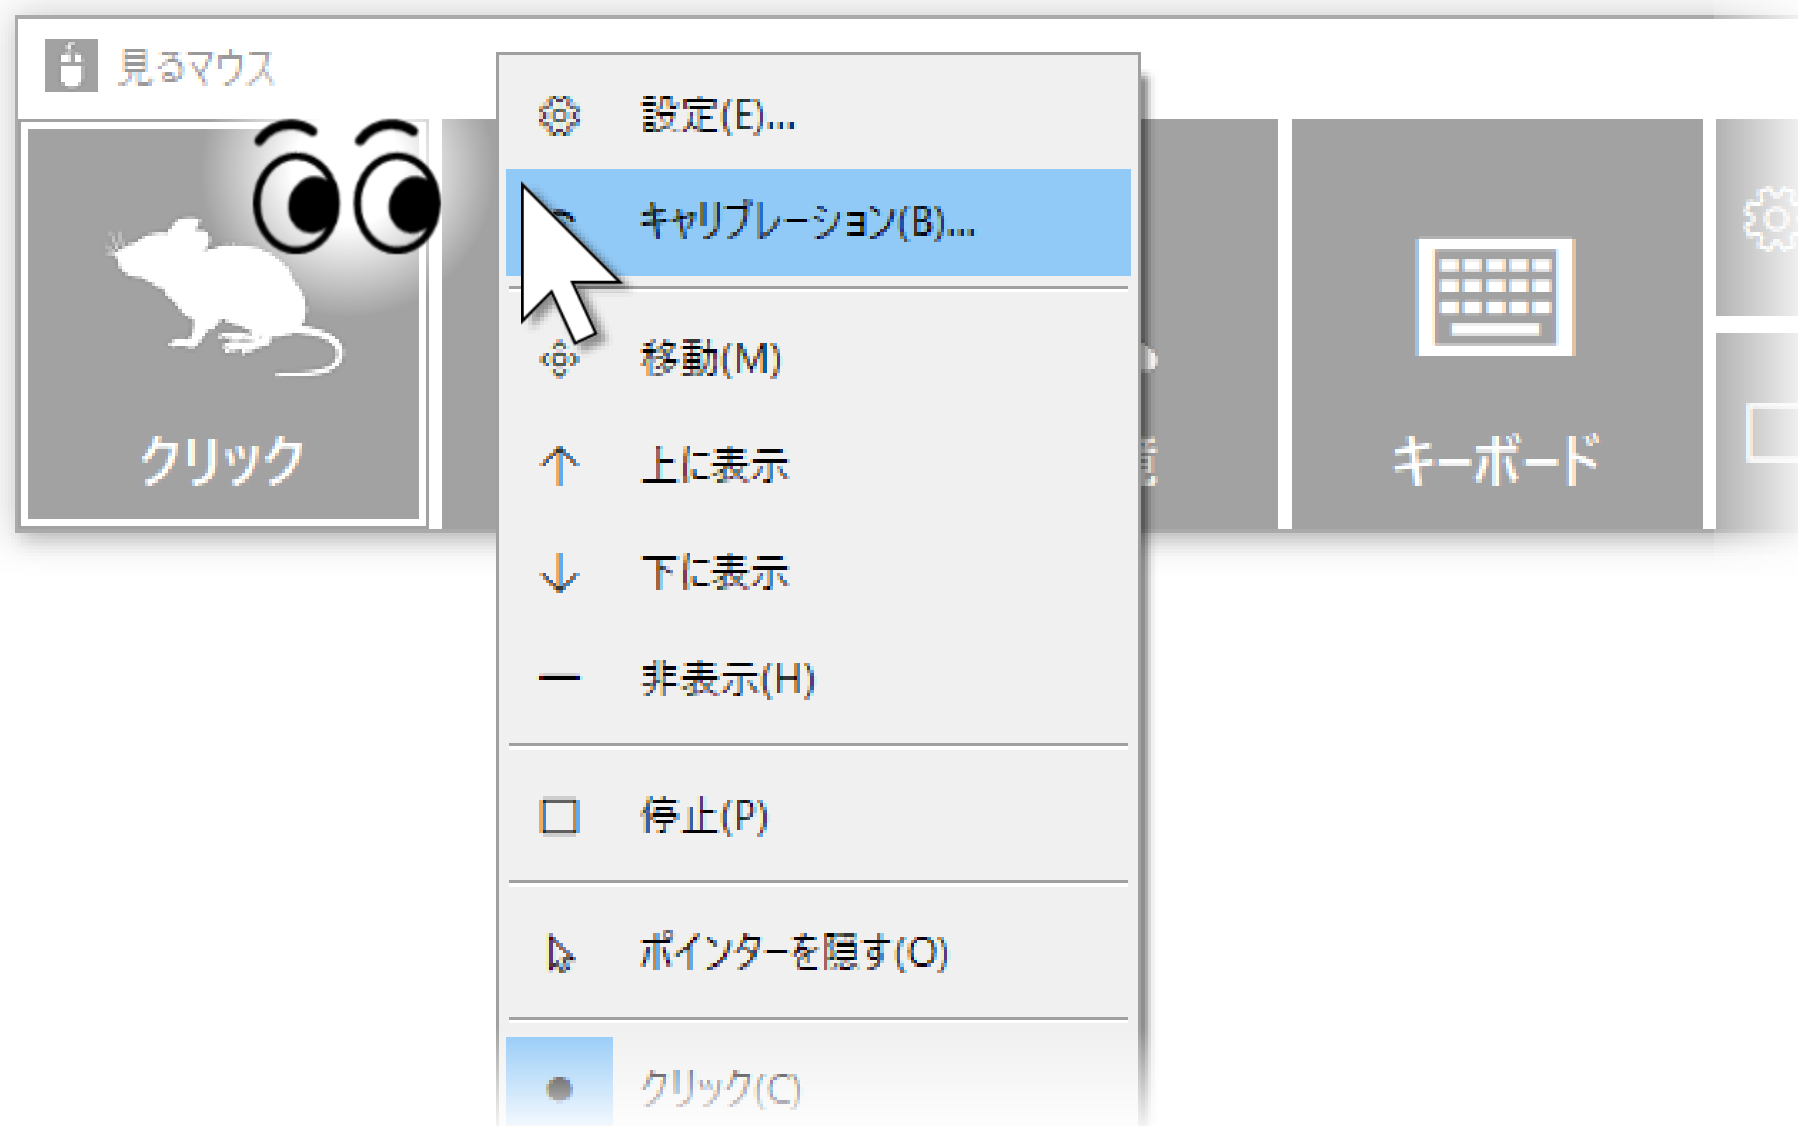 見るマウス
設定(E)...
キャリブレーション(B)...
移動(M)
上に表示
下に表示
非表示(H)
停止(P)
ポインターを隠す(O)
クリック(C)
クリック
キーボード